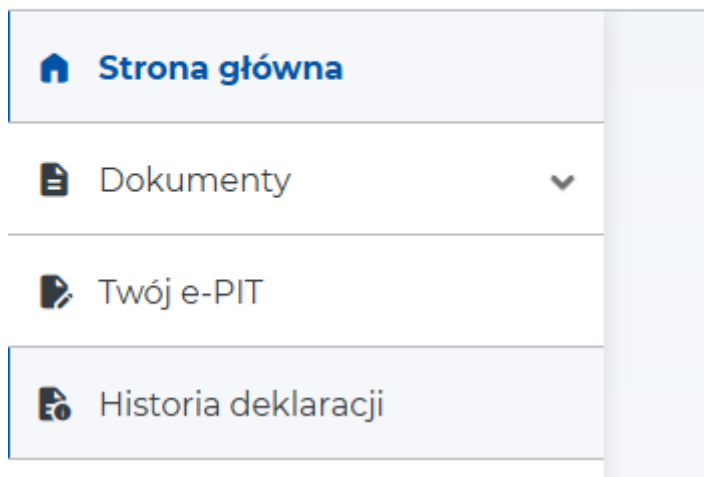 Strona główna
Dokumenty
Twój e-PIT
Historia deklaracji